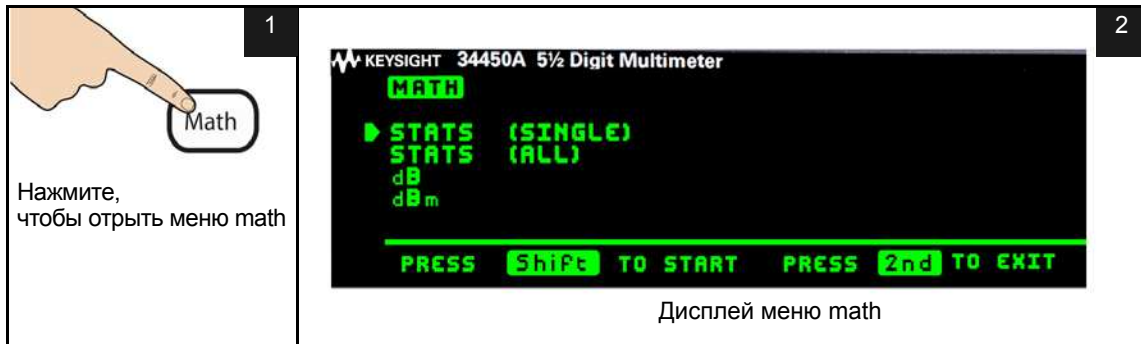 1
Math
Нажмите,
чтобы отрыть меню math
2
KEYSIGHT 34450A 5½ Digit Multimeter
MATH
STATS (SINGLE)
STATS (ALL)
dB
dBm
PRESS Shift TO START PRESS 2nd TO EXIT
Дисплей меню math